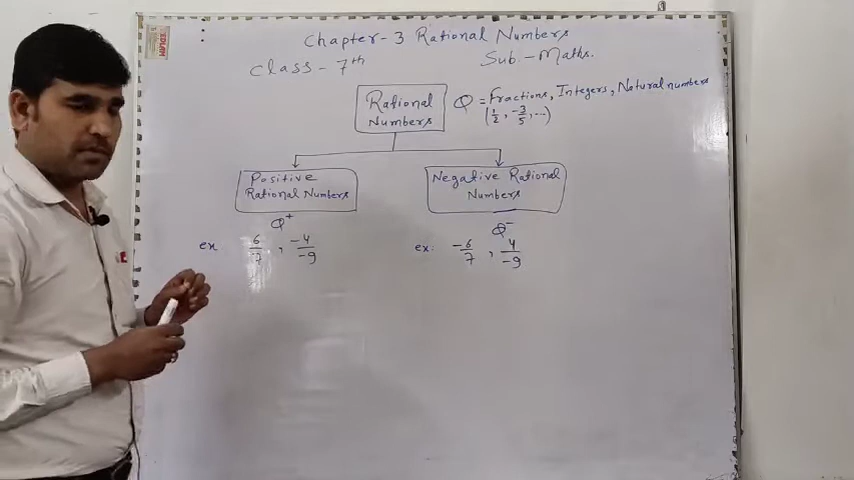 Chapter-3 Rational Numbers
Class-7th Sub.-Maths.
Rational Numbers Q = Fractions, Integers, Natural numbers
(1/2, -3/5, ...)
Positive Rational Numbers
Negative Rational Numbers
Q+
Q-
ex 6/7, -4/-9
ex: -6/7, 4/-9